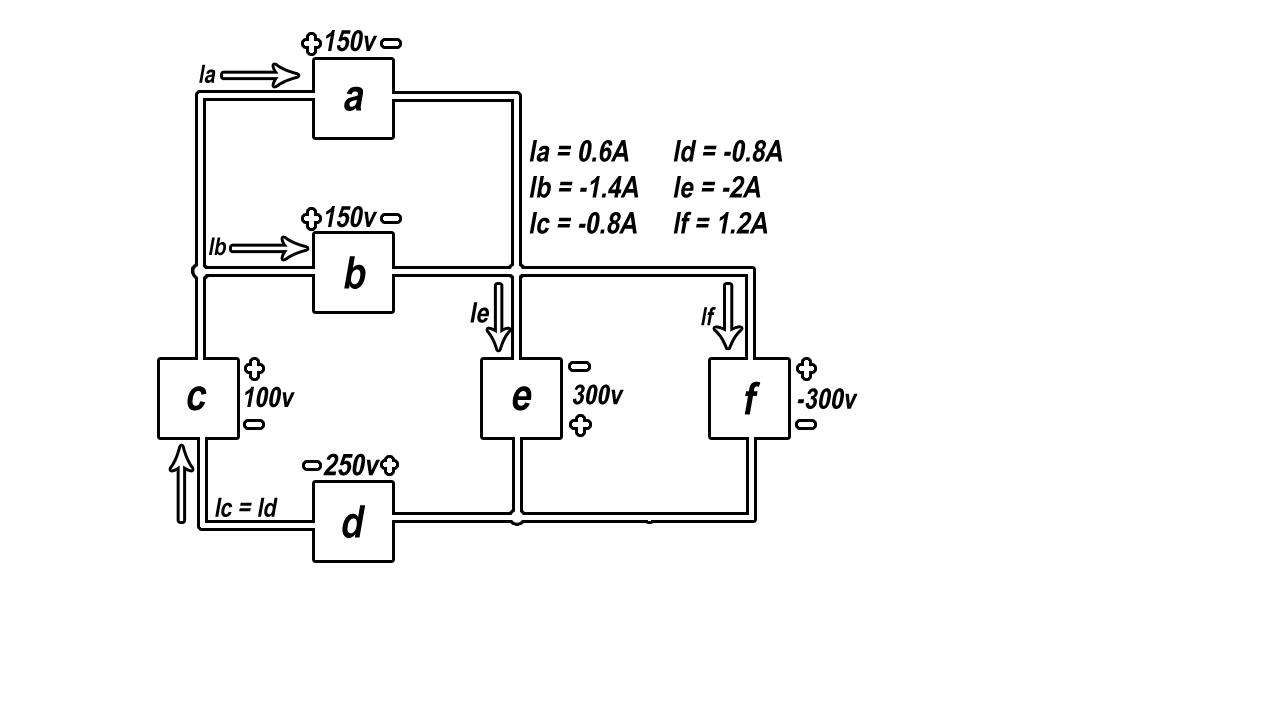 + 150v -
Ia
a
Ia = 0.6A Id = -0.8A
Ib = -1.4A Ie = -2A
Ic = -0.8A If = 1.2A
+ 150v -
Ib
b
Ie
If
c
+
100v
-
e
-
300v
+
f
+
-300v
-
- 250v +
Ic = Id
d